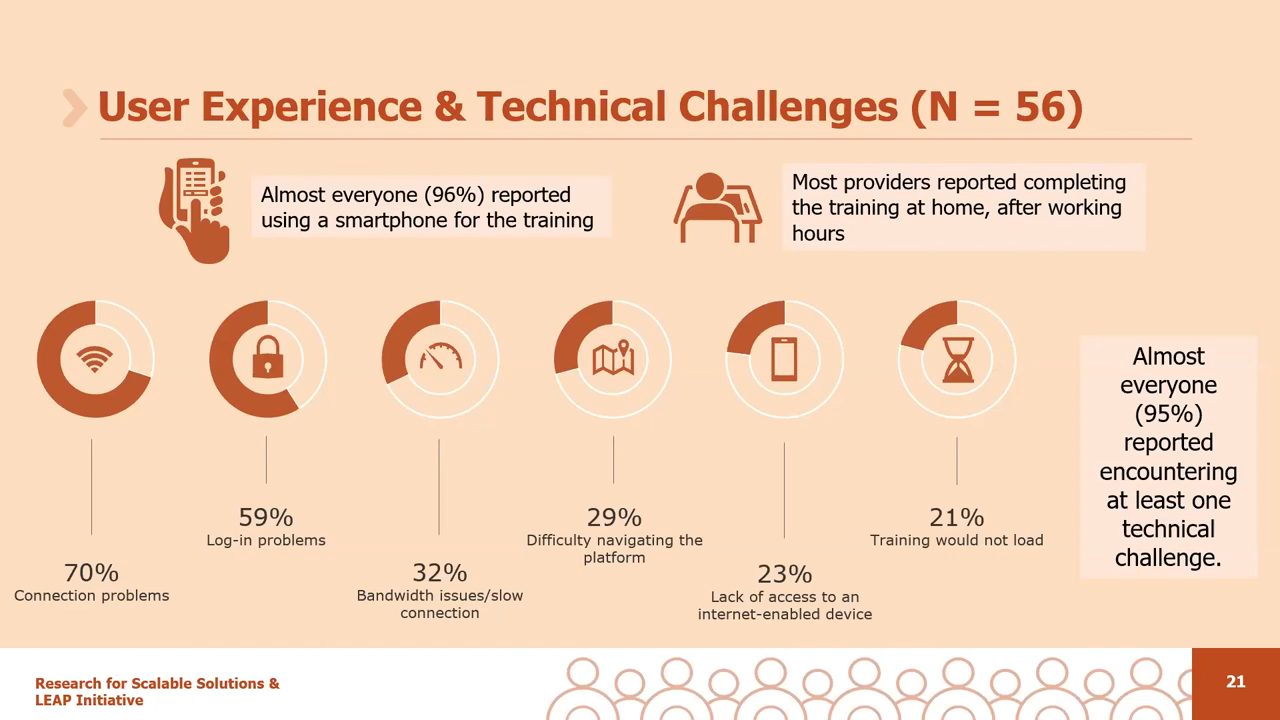 User Experience & Technical Challenges (N = 56)
Almost everyone (96%) reported
using a smartphone for the training
Most providers reported completing
the training at home, after working
hours
70%
Connection problems
59%
Log-in problems
32%
Bandwidth issues/slow
connection
29%
Difficulty navigating the
platform
23%
Lack of access to an
internet-enabled device
21%
Training would not load
Almost
everyone
(95%)
reported
encountering
at least one
technical
challenge.
Research for Scalable Solutions &
LEAP Initiative
21